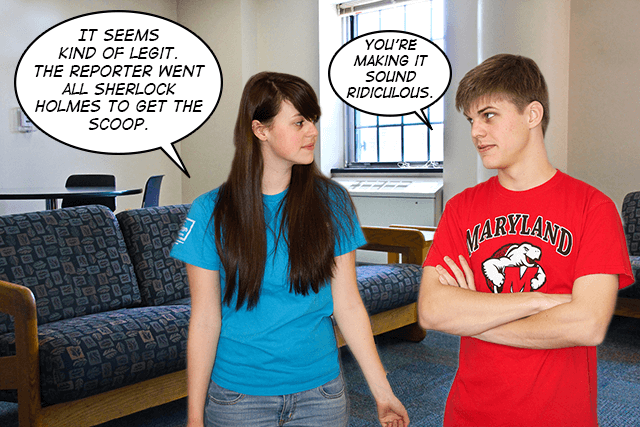 IT SEEMS
KIND OF LEGIT.
THE REPORTER WENT
ALL SHERLOCK
HOLMES TO GET THE
SCOOP.
YOU'RE
MAKING IT
SOUND
RIDICULOUS.
MARYLAND
M